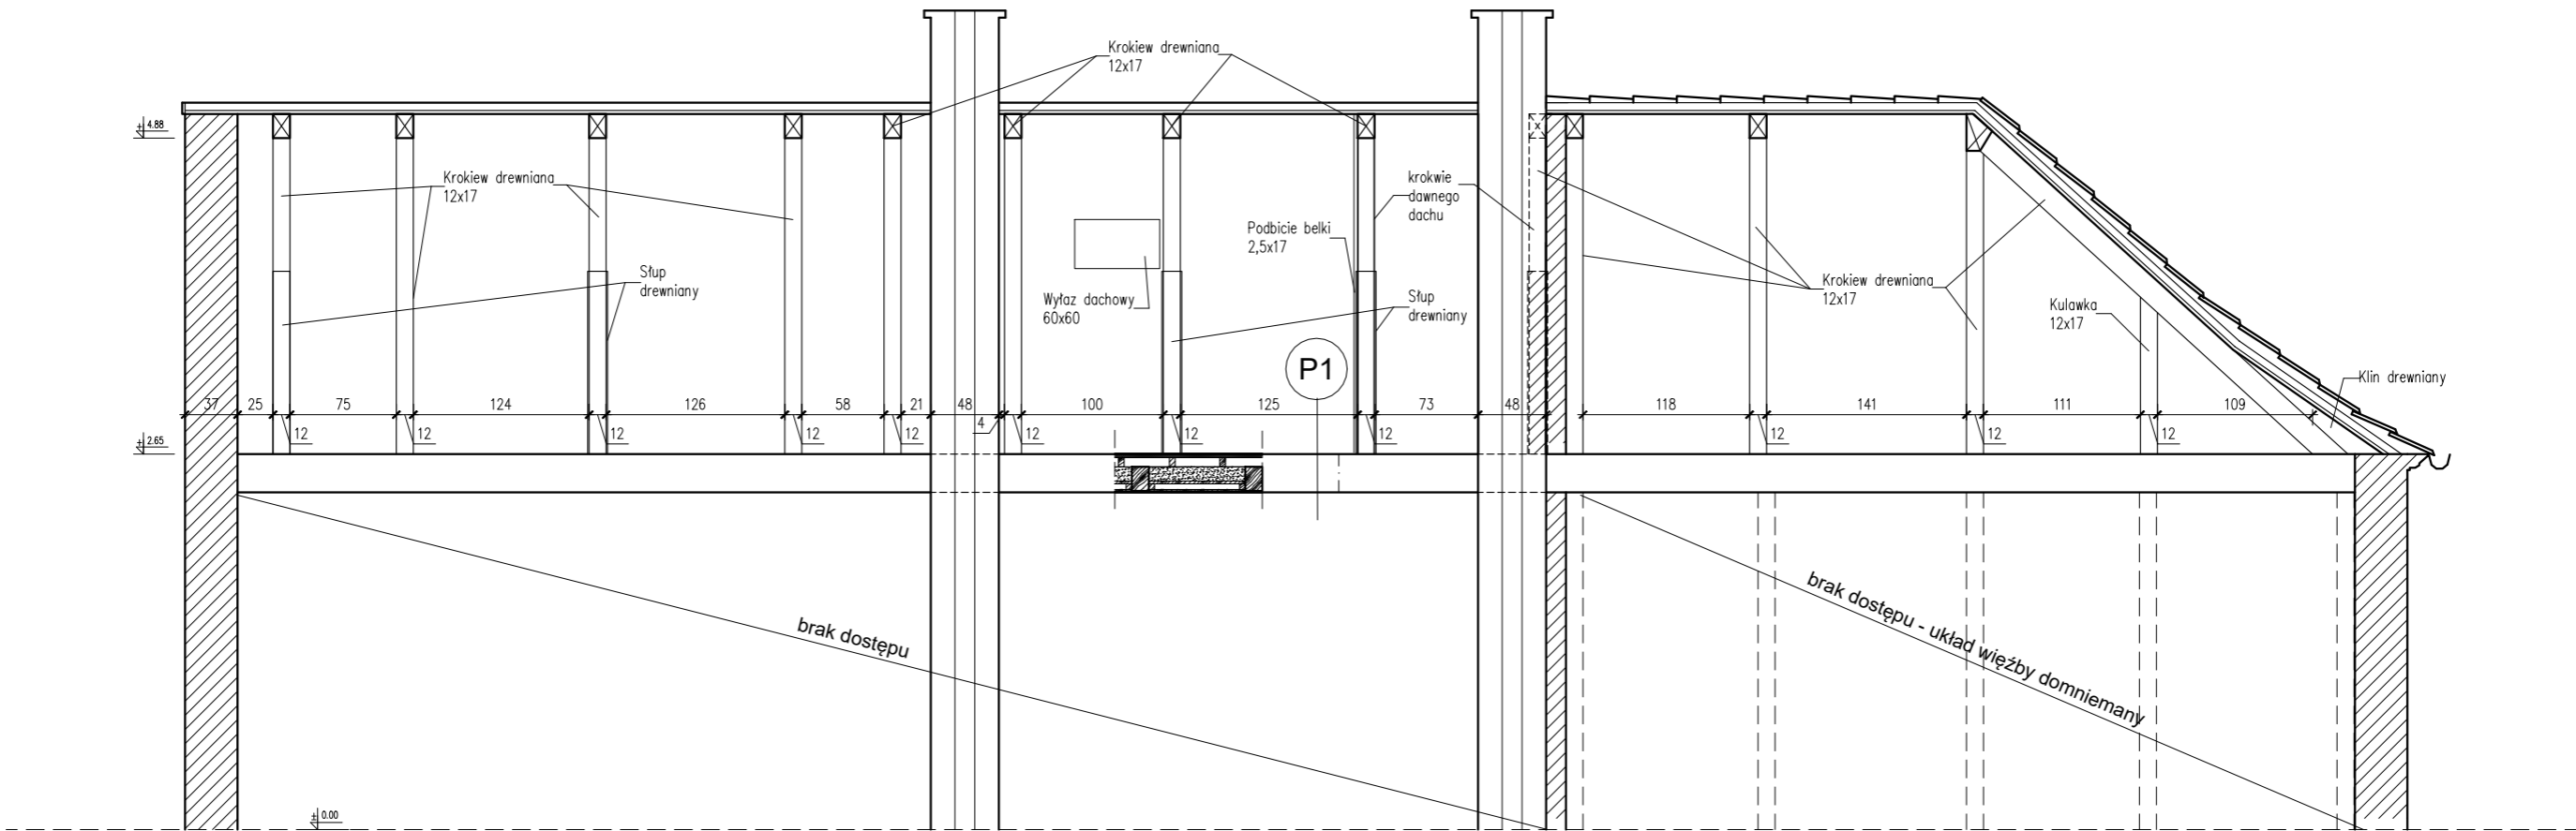 Krokiew drewniana
12x17
± 4.88
Krokiew drewniana
12x17
krokwie
dawnego
dachu
Podbicie belki
2,5x17
Słup
drewniany
Wyłaz dachowy
60x60
Słup
drewniany
Krokiew drewniana
12x17
Kulawka
12x17
P1
Klin drewniany
37 25 75 124 126 58 21 48 100 125 73 48 118 141 111 109
4
12 12 12 12 12 12 12 12 12 12 12
± 2.65
brak dostępu
brak dostępu - układ więźby domniemany
± 0.00